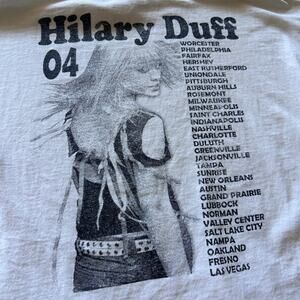 Hilary Duff
04
WORCESTER
PHILADELPHIA
FAIRFAX
HERSHEY
EAST RUTHERFORD
UNIONDALE
PITTSBURGH
AUBURN HILLS
ROSEMONT
MILWAUKEE
MINNEAPOLIS
SAINT CHARLES
INDIANAPOLIS
NASHVILLE
CHARLOTTE
DULUTH
GREENVILLE
JACKSONVILLE
TAMPA
SUNRISE
NEW ORLEANS
AUSTIN
GRAND PRAIRIE
LUBBOCK
NORMAN
VALLEY CENTER
SALT LAKE CITY
NAMPA
OAKLAND
FRESNO
LAS VEGAS